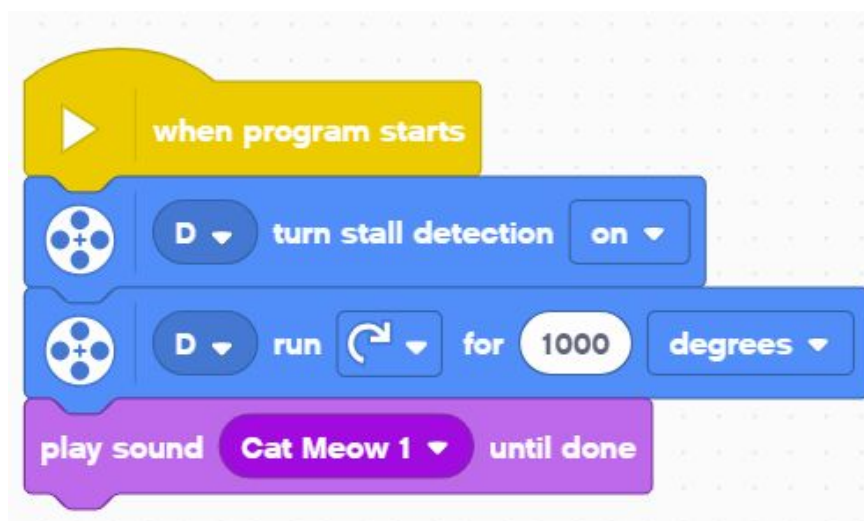 when program starts
D turn stall detection on
D run for 1000 degrees
play sound Cat Meow 1 until done